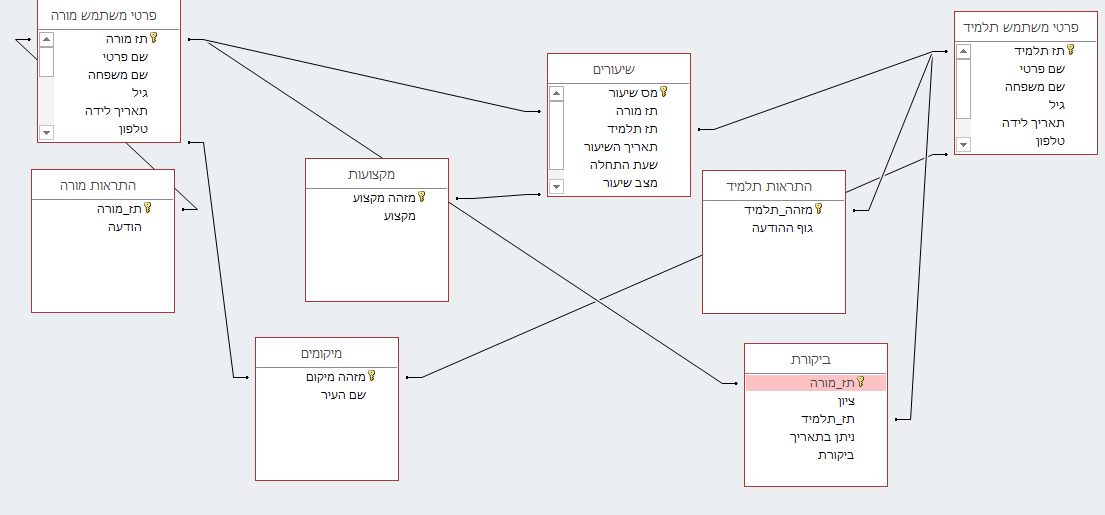 פרטי משתמש תלמיד
תז תלמיד
שם פרטי
שם משפחה
גיל
תאריך לידה
טלפון
פרטי משתמש מורה
תז מורה
שם פרטי
שם משפחה
גיל
תאריך לידה
טלפון
שיעורים
מס שיעור
תז מורה
תז תלמיד
תאריך השיעור
שעת התחלה
מצב שיעור
התראות תלמיד
מזהה_תלמיד
גוף ההודעה
מקצועות
מזהה מקצוע
מקצוע
התראות מורה
תז_מורה
הודעה
ביקורת
תז_מורה
ציון
תז_תלמיד
ניתן בתאריך
ביקורת
מיקומים
מזהה מיקום
שם העיר